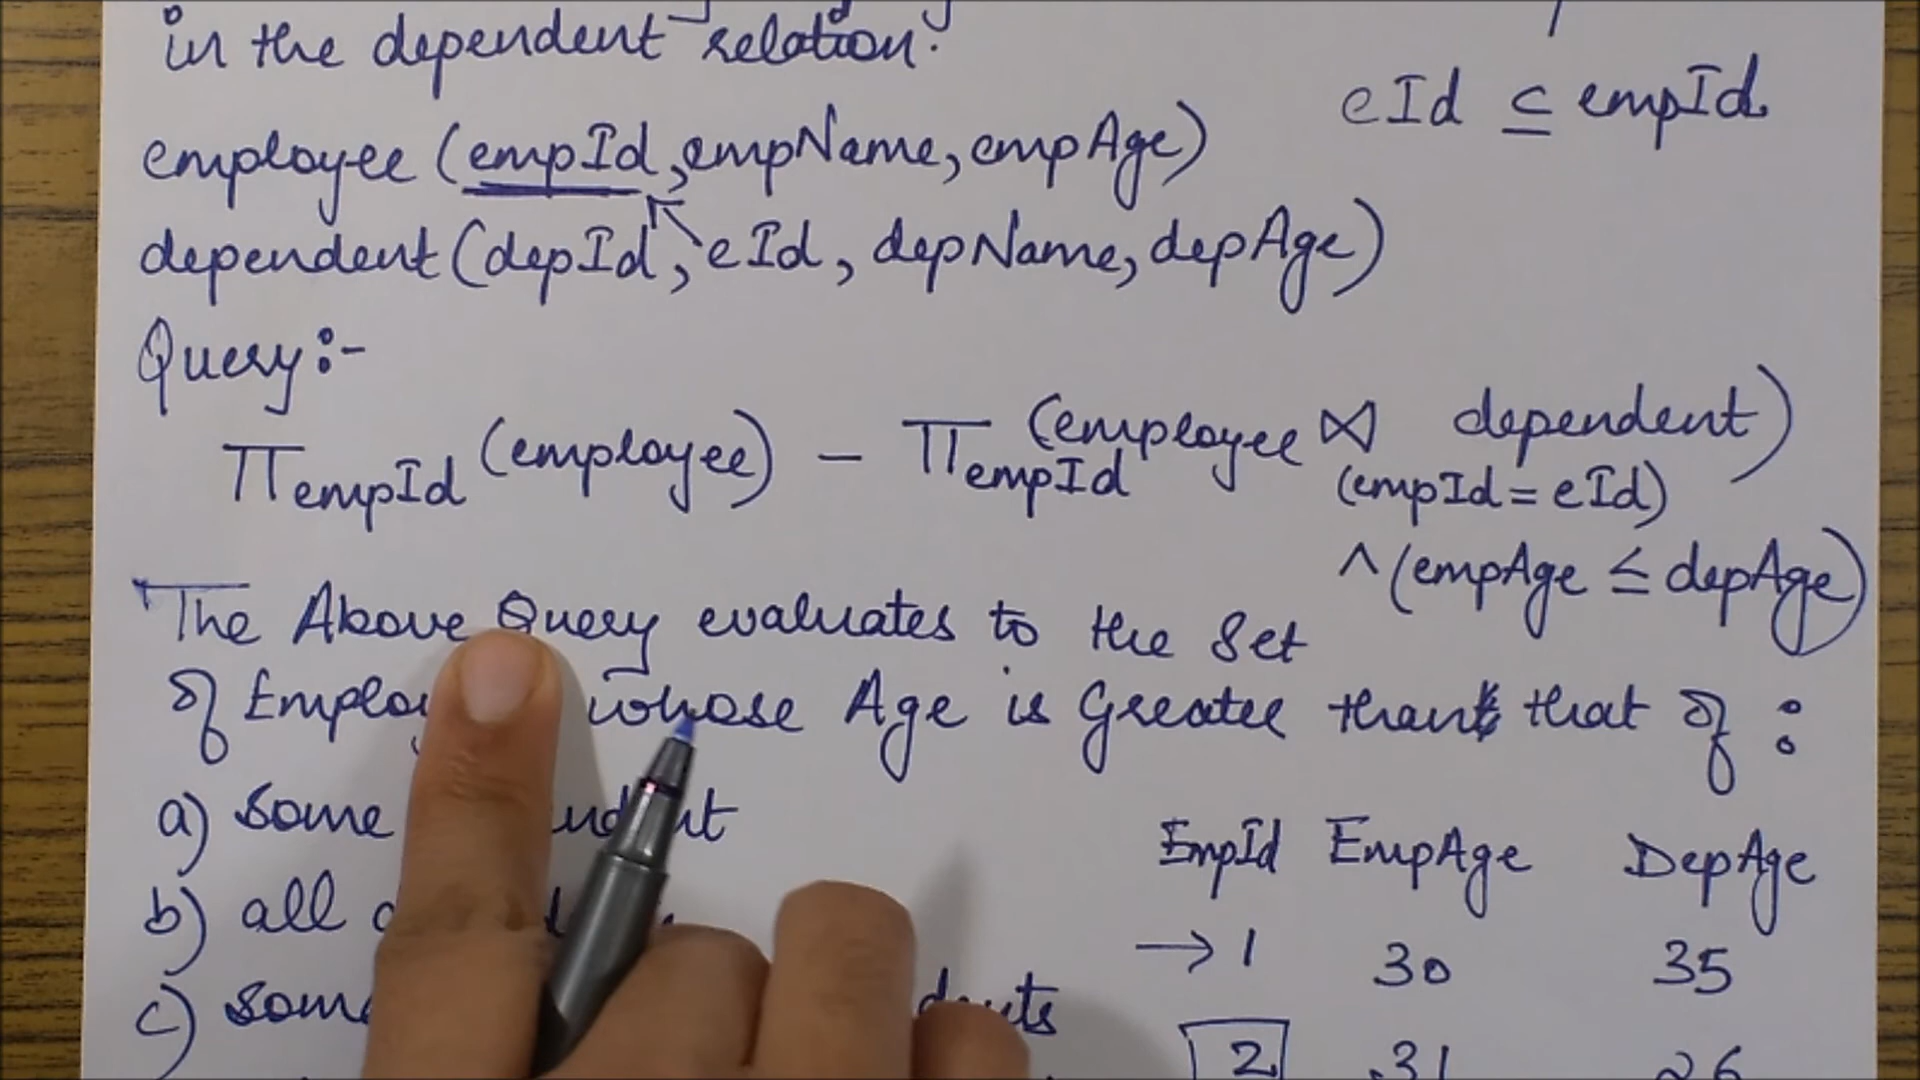 in the dependent relation.
eId ⊆ empId
employee (empId, empName, empAge)
dependent (depId, eId, depName, depAge)
Query:-
π empId (employee) - π empId (employee ⋈ dependent)
(empId = eId)
∧ (empAge ≤ depAge)
The Above Query evaluates to the Set
of whose Age is Greater than that of :
a) some
b) all
c)
EmpId EmpAge DepAge
→ 1 30 35
2 31 26